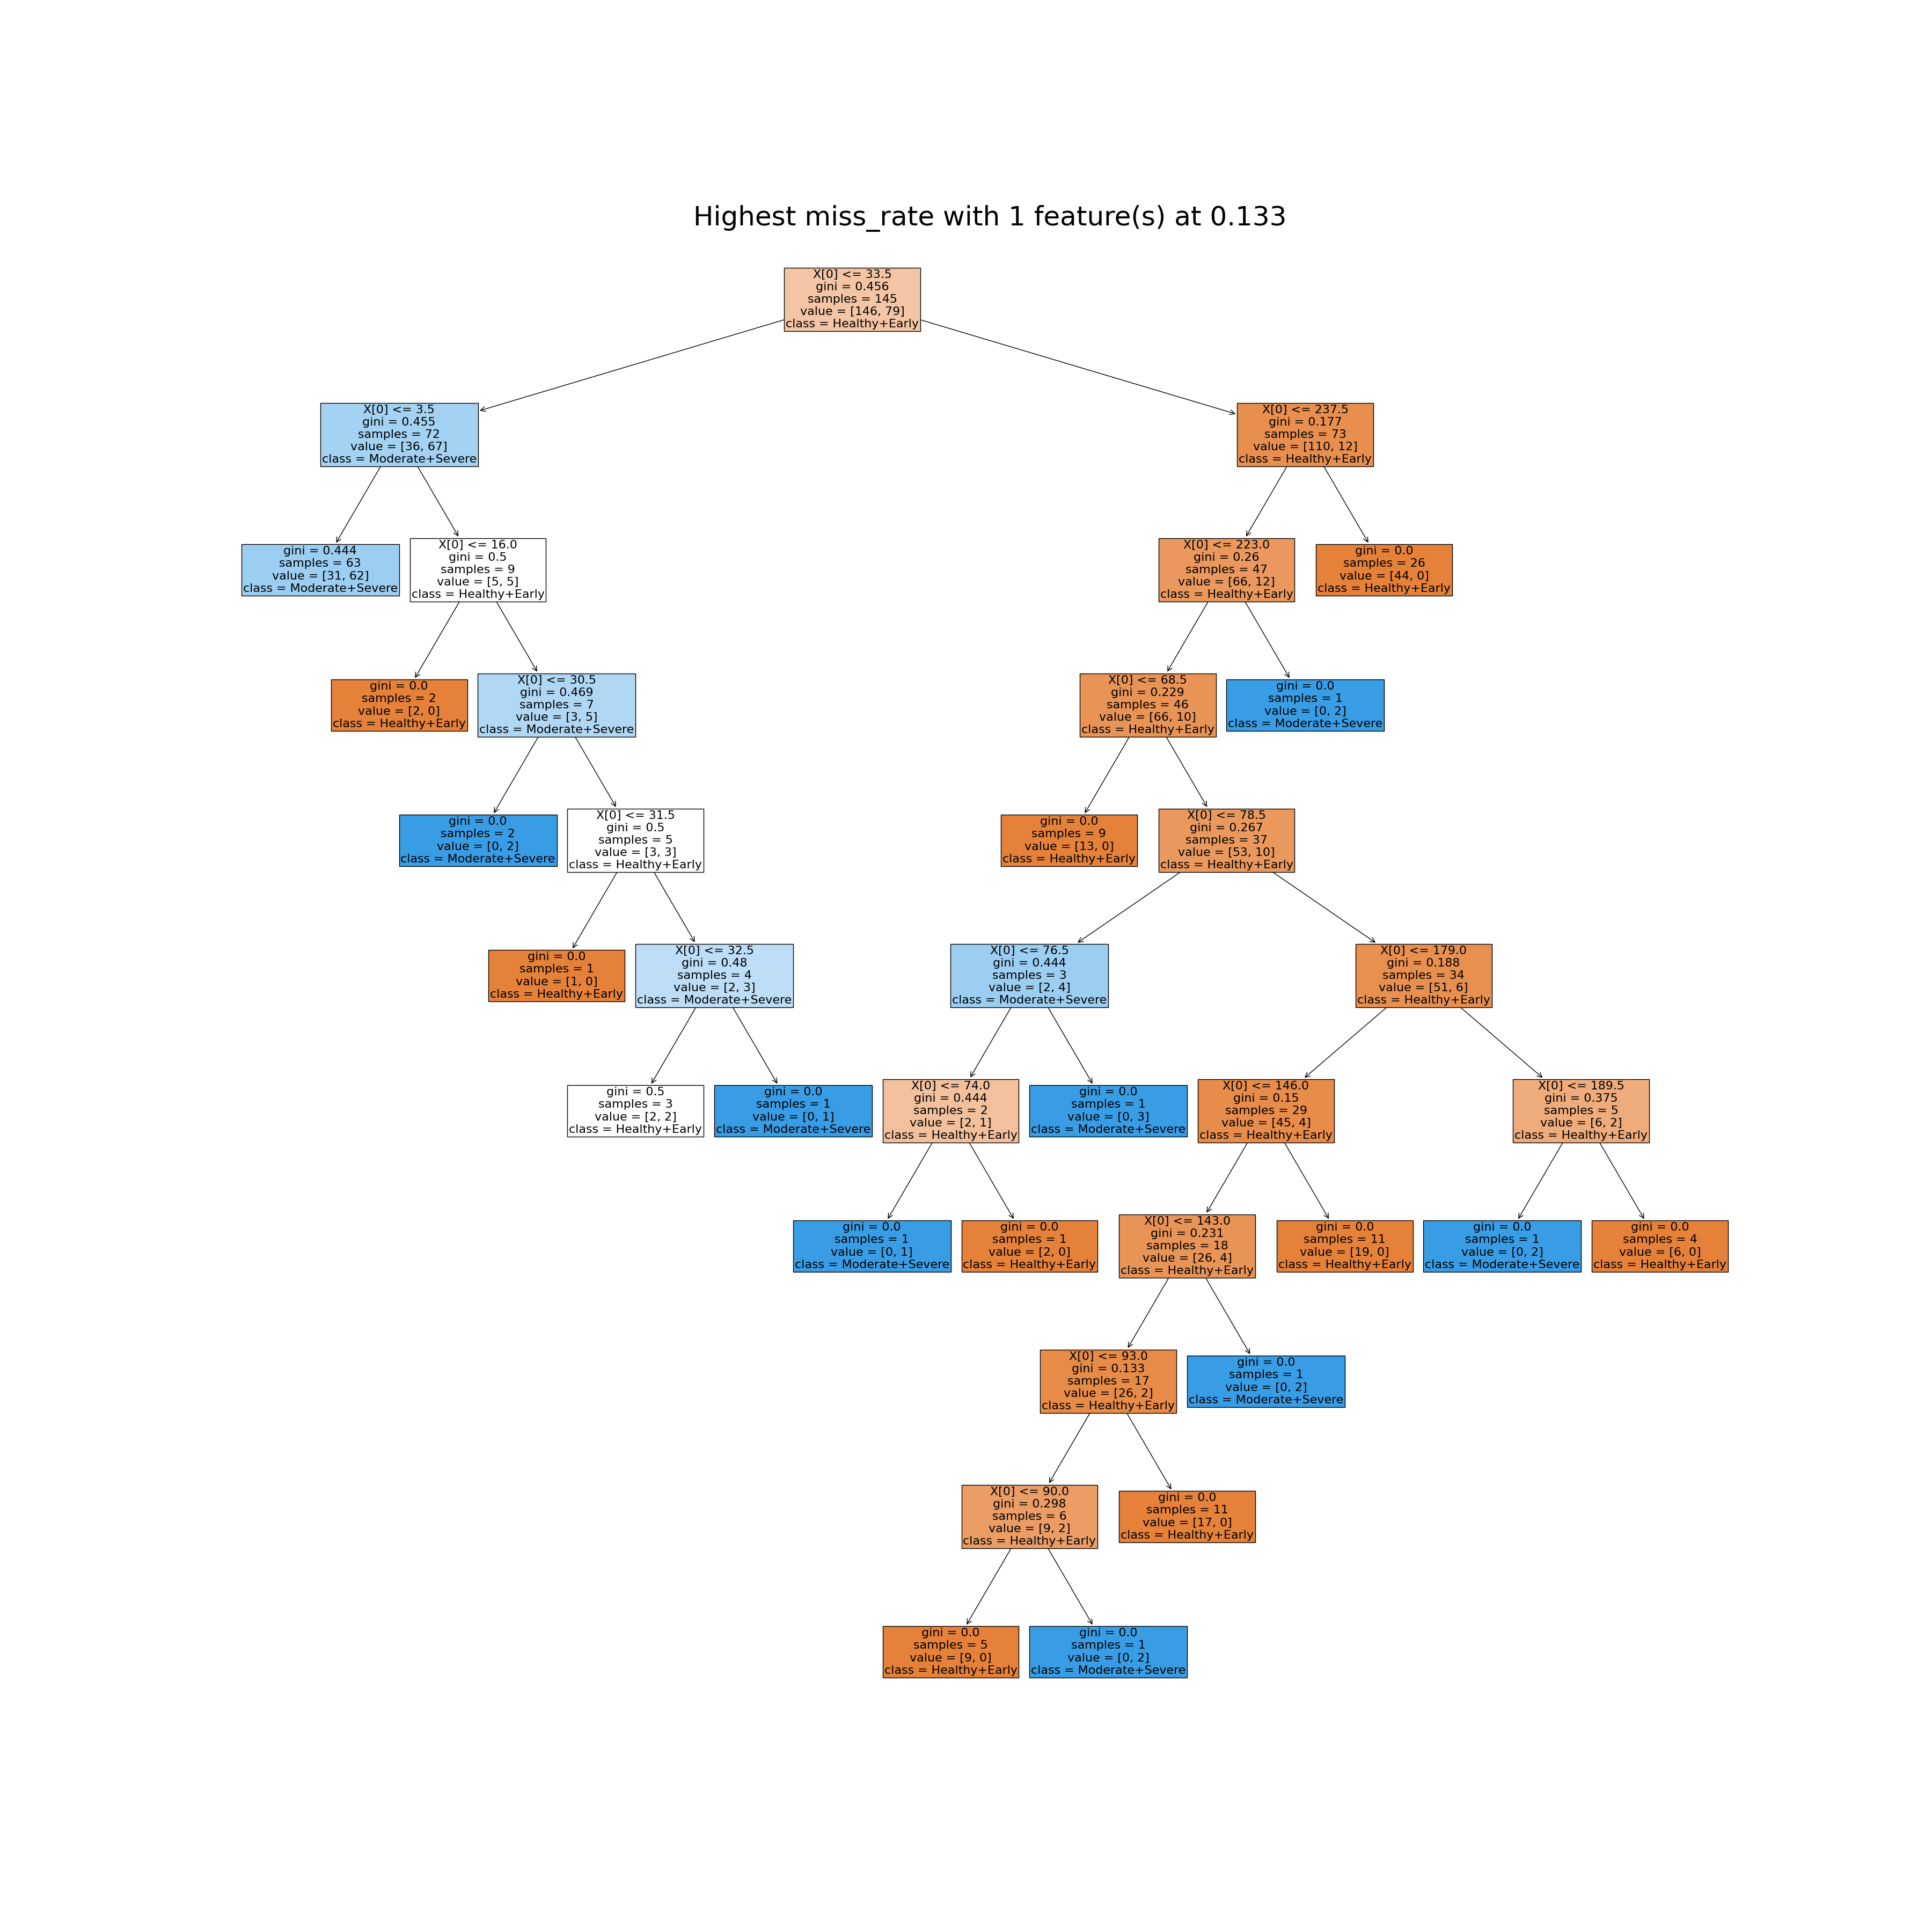 Highest miss_rate with 1 feature(s) at 0.133
X[0] <= 33.5
gini = 0.456
samples = 145
value = [146, 79]
class = Healthy+Early
X[0] <= 3.5
gini = 0.455
samples = 72
value = [36, 67]
class = Moderate+Severe
X[0] <= 237.5
gini = 0.177
samples = 73
value = [110, 12]
class = Healthy+Early
gini = 0.444
samples = 63
value = [31, 62]
class = Moderate+Severe
X[0] <= 16.0
gini = 0.5
samples = 9
value = [5, 5]
class = Healthy+Early
X[0] <= 223.0
gini = 0.26
samples = 47
value = [66, 12]
class = Healthy+Early
gini = 0.0
samples = 26
value = [44, 0]
class = Healthy+Early
gini = 0.0
samples = 2
value = [2, 0]
class = Healthy+Early
X[0] <= 30.5
gini = 0.469
samples = 7
value = [3, 5]
class = Moderate+Severe
X[0] <= 68.5
gini = 0.229
samples = 46
value = [66, 10]
class = Healthy+Early
gini = 0.0
samples = 1
value = [0, 2]
class = Moderate+Severe
gini = 0.0
samples = 2
value = [0, 2]
class = Moderate+Severe
X[0] <= 31.5
gini = 0.5
samples = 5
value = [3, 3]
class = Healthy+Early
gini = 0.0
samples = 9
value = [13, 0]
class = Healthy+Early
X[0] <= 78.5
gini = 0.267
samples = 37
value = [53, 10]
class = Healthy+Early
gini = 0.0
samples = 1
value = [1, 0]
class = Healthy+Early
X[0] <= 32.5
gini = 0.48
samples = 4
value = [2, 3]
class = Moderate+Severe
X[0] <= 76.5
gini = 0.444
samples = 3
value = [2, 4]
class = Moderate+Severe
X[0] <= 179.0
gini = 0.188
samples = 34
value = [51, 6]
class = Healthy+Early
gini = 0.5
samples = 3
value = [2, 2]
class = Healthy+Early
gini = 0.0
samples = 1
value = [0, 1]
class = Moderate+Severe
X[0] <= 74.0
gini = 0.444
samples = 2
value = [2, 1]
class = Healthy+Early
gini = 0.0
samples = 1
value = [0, 3]
class = Moderate+Severe
X[0] <= 146.0
gini = 0.15
samples = 29
value = [45, 4]
class = Healthy+Early
X[0] <= 189.5
gini = 0.375
samples = 5
value = [6, 2]
class = Healthy+Early
gini = 0.0
samples = 1
value = [0, 1]
class = Moderate+Severe
gini = 0.0
samples = 1
value = [2, 0]
class = Healthy+Early
X[0] <= 143.0
gini = 0.231
samples = 18
value = [26, 4]
class = Healthy+Early
gini = 0.0
samples = 11
value = [19, 0]
class = Healthy+Early
gini = 0.0
samples = 1
value = [0, 2]
class = Moderate+Severe
gini = 0.0
samples = 4
value = [6, 0]
class = Healthy+Early
X[0] <= 93.0
gini = 0.133
samples = 17
value = [26, 2]
class = Healthy+Early
gini = 0.0
samples = 1
value = [0, 2]
class = Moderate+Severe
X[0] <= 90.0
gini = 0.298
samples = 6
value = [9, 2]
class = Healthy+Early
gini = 0.0
samples = 11
value = [17, 0]
class = Healthy+Early
gini = 0.0
samples = 5
value = [9, 0]
class = Healthy+Early
gini = 0.0
samples = 1
value = [0, 2]
class = Moderate+Severe